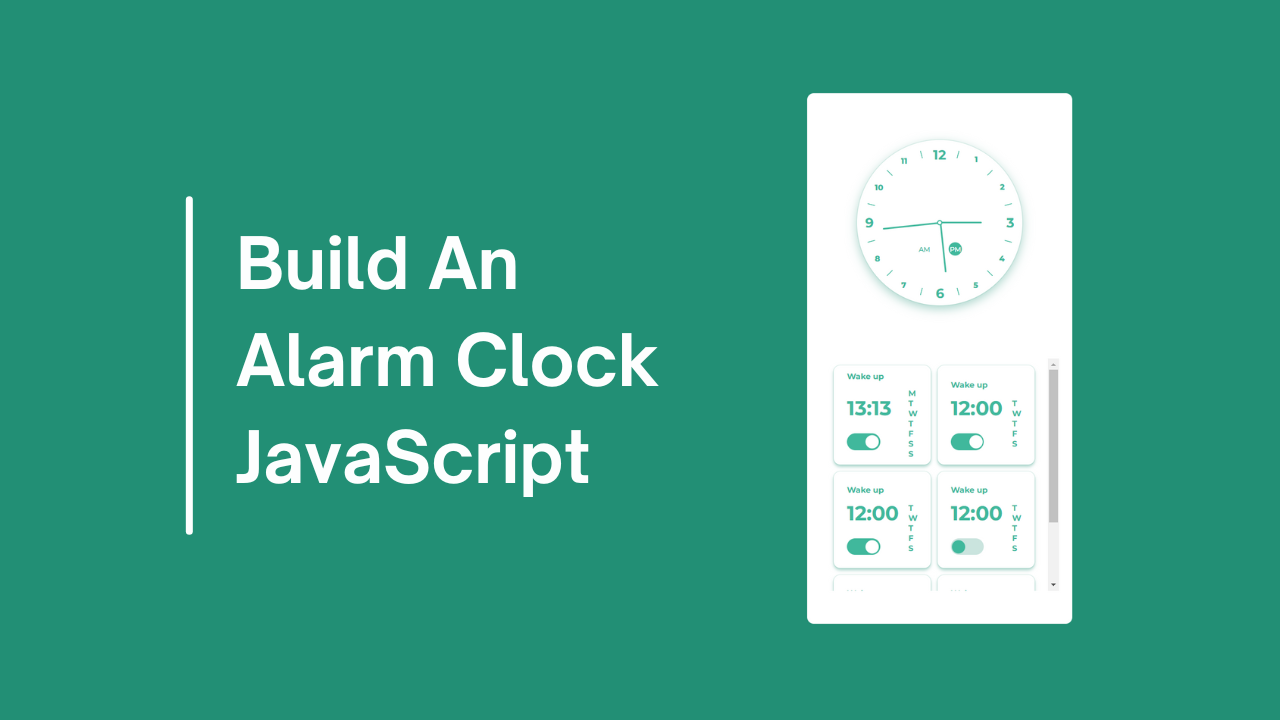 Build An
Alarm Clock
JavaScript
12
1
2
3
4
5
6
7
8
9
10
11
AM PM
Wake up
13:13
M
T
W
T
F
S
S
Wake up
12:00
T
W
T
F
S
Wake up
12:00
T
W
T
F
S
Wake up
12:00
T
W
T
F
S